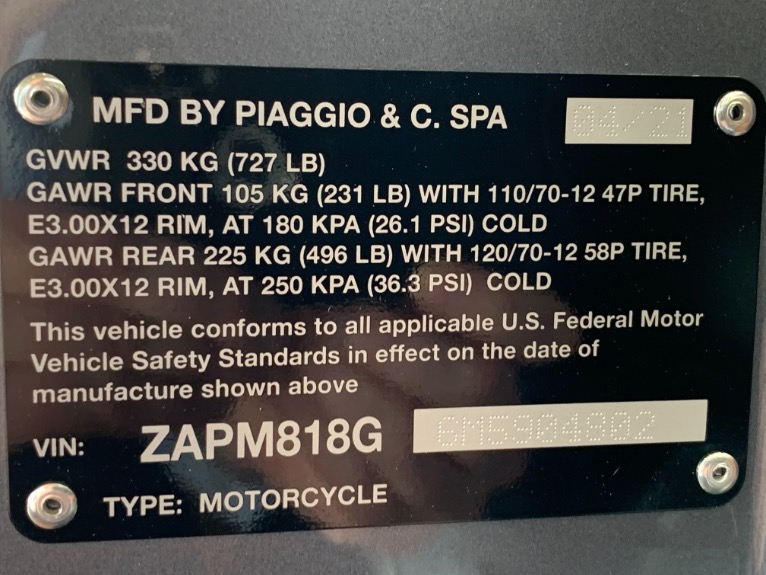 MFD BY PIAGGIO & C. SPA 04/21
GVWR 330 KG (727 LB)
GAWR FRONT 105 KG (231 LB) WITH 110/70-12 47P TIRE,
E3.00X12 RIM, AT 180 KPA (26.1 PSI) COLD
GAWR REAR 225 KG (496 LB) WITH 120/70-12 58P TIRE,
E3.00X12 RIM, AT 250 KPA (36.3 PSI) COLD
This vehicle conforms to all applicable U.S. Federal Motor
Vehicle Safety Standards in effect on the date of
manufacture shown above
VIN: ZAPM818G 6M5904802
TYPE: MOTORCYCLE